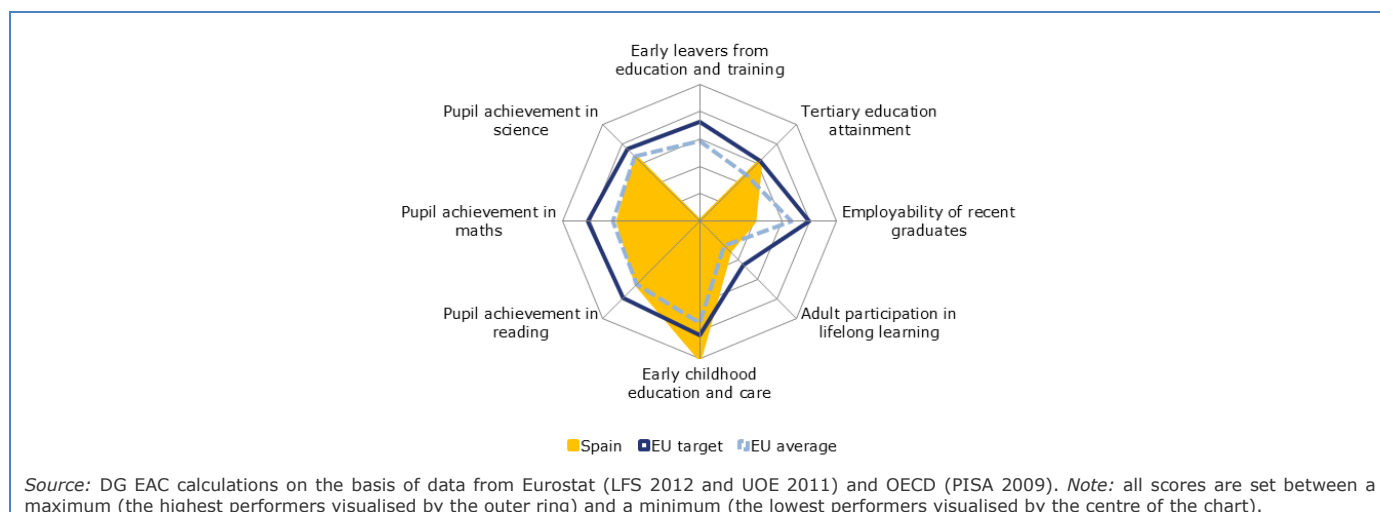 Early leavers from
education and training
Pupil achievement in
science
Tertiary education
attainment
Pupil achievement in
maths
Employability of recent
graduates
Pupil achievement in
reading
Adult participation in
lifelong learning
Early childhood
education and care
Spain EU target EU average
Source: DG EAC calculations on the basis of data from Eurostat (LFS 2012 and UOE 2011) and OECD (PISA 2009). Note: all scores are set between a
maximum (the highest performers visualised by the outer ring) and a minimum (the lowest performers visualised by the centre of the chart).